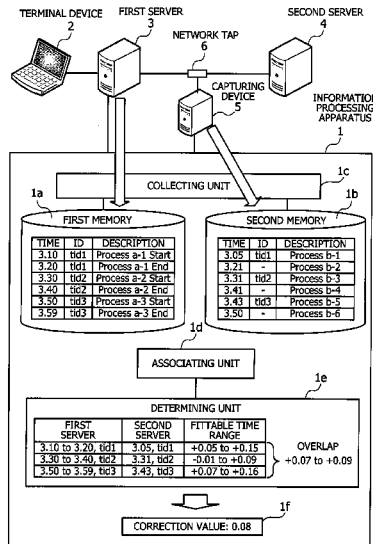 TERMINAL DEVICE
2
FIRST SERVER
3
SECOND SERVER
4
NETWORK TAP
6
CAPTURING
DEVICE
5
INFORMATION
PROCESSING
APPARATUS
1
1c
COLLECTING UNIT
1a
FIRST MEMORY
TIME ID DESCRIPTION
3.10 tid1 Process a-1 Start
3.20 tid1 Process a-1 End
3.30 tid2 Process a-2 Start
3.40 tid2 Process a-2 End
3.50 tid3 Process a-3 Start
3.59 tid3 Process a-3 End
1b
SECOND MEMORY
TIME ID DESCRIPTION
3.05 tid1 Process b-1
3.21 - Process b-2
3.31 tid2 Process b-3
3.41 - Process b-4
3.43 tid3 Process b-5
3.50 - Process b-6
1d
ASSOCIATING UNIT
1e
DETERMINING UNIT
FIRST SERVER SECOND SERVER FITTABLE TIME RANGE
3.10 to 3.20, tid1 3.05, tid1 +0.05 to +0.15
3.30 to 3.40, tid2 3.31, tid2 -0.01 to +0.09
3.50 to 3.59, tid3 3.43, tid3 +0.07 to +0.16
OVERLAP
+0.07 to +0.09
1f
CORRECTION VALUE: 0.08